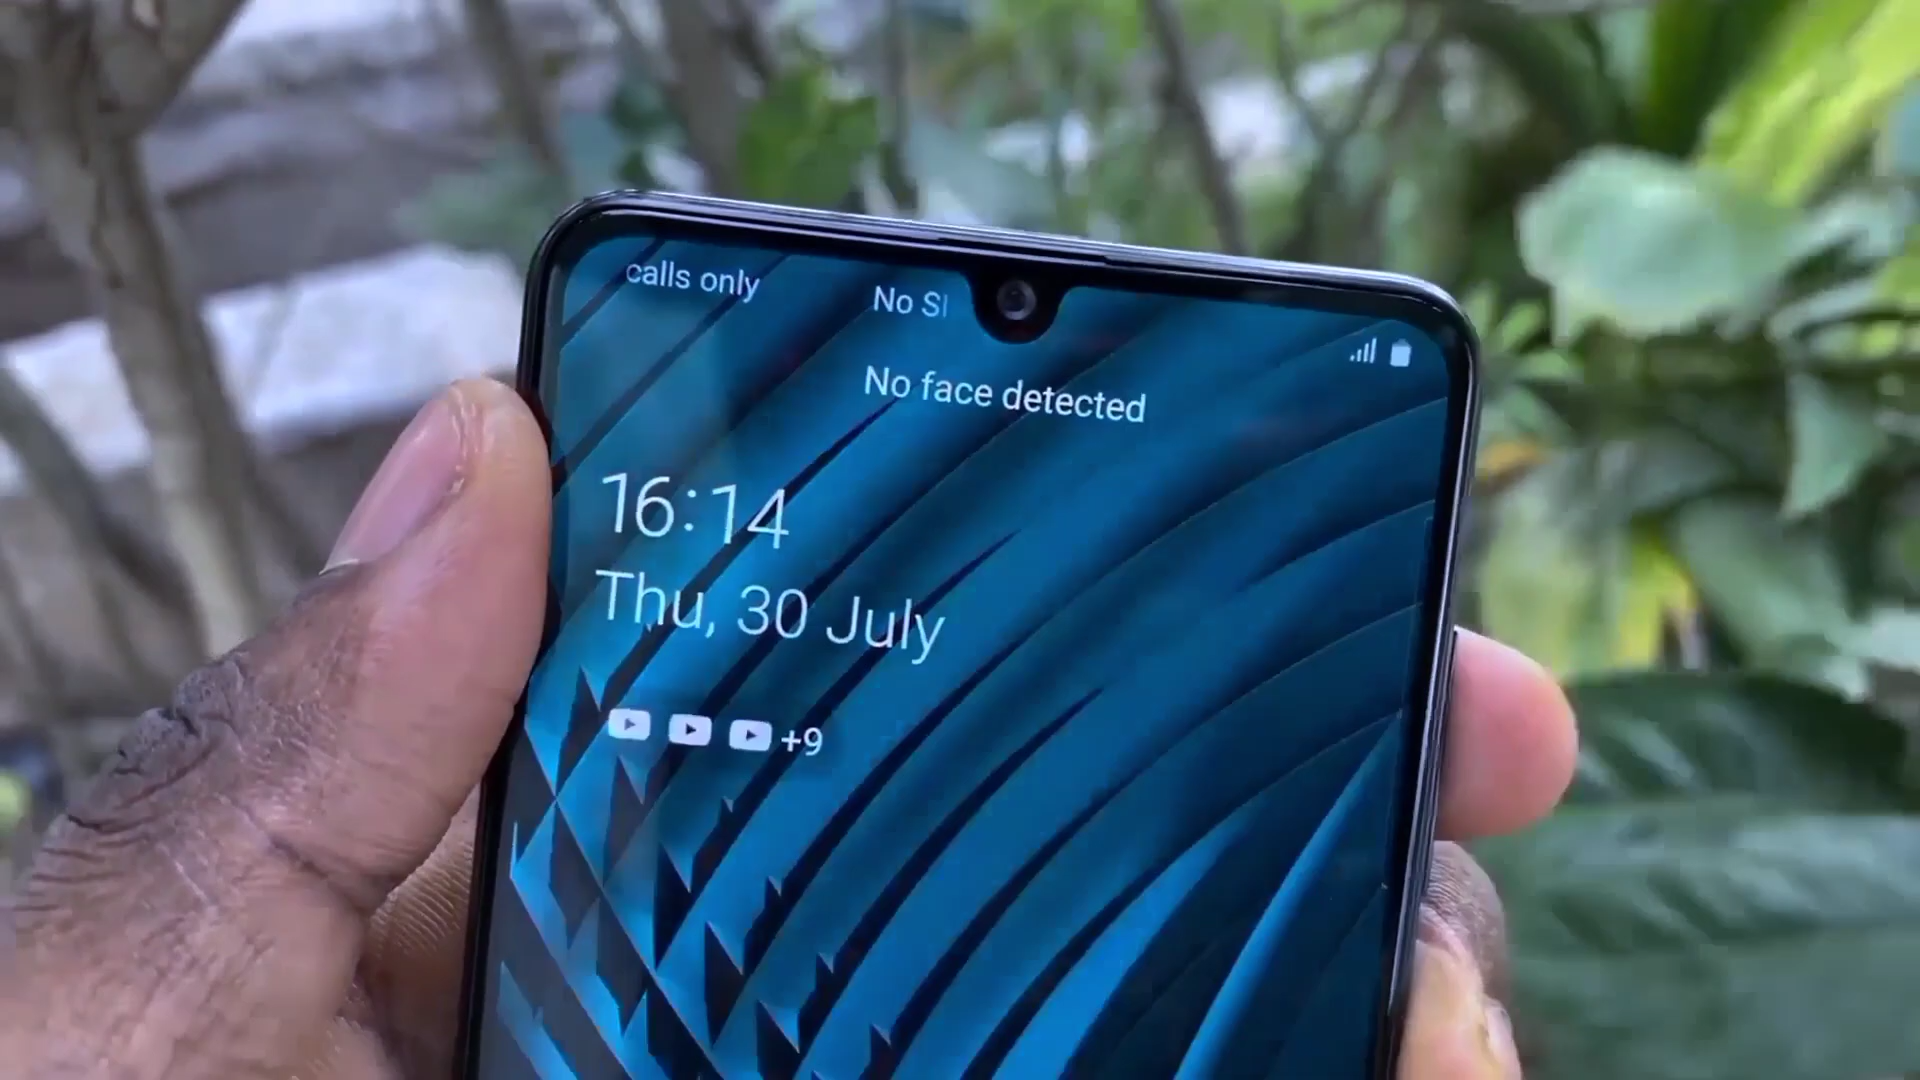 calls only
No SI
No face detected
16:14
Thu, 30 July
+9